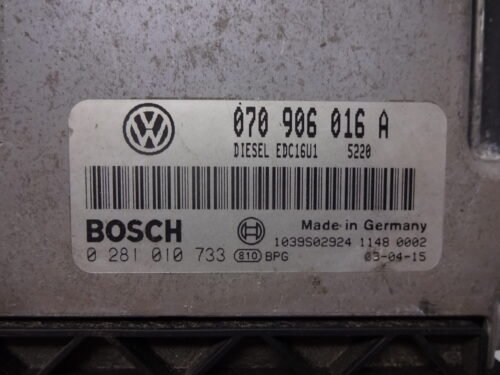 070 906 016 A
DIESEL EDC16U1 5220
BOSCH Made in Germany
1039S02924 1148 0002
0 281 010 733 810 BPG 03-04-15